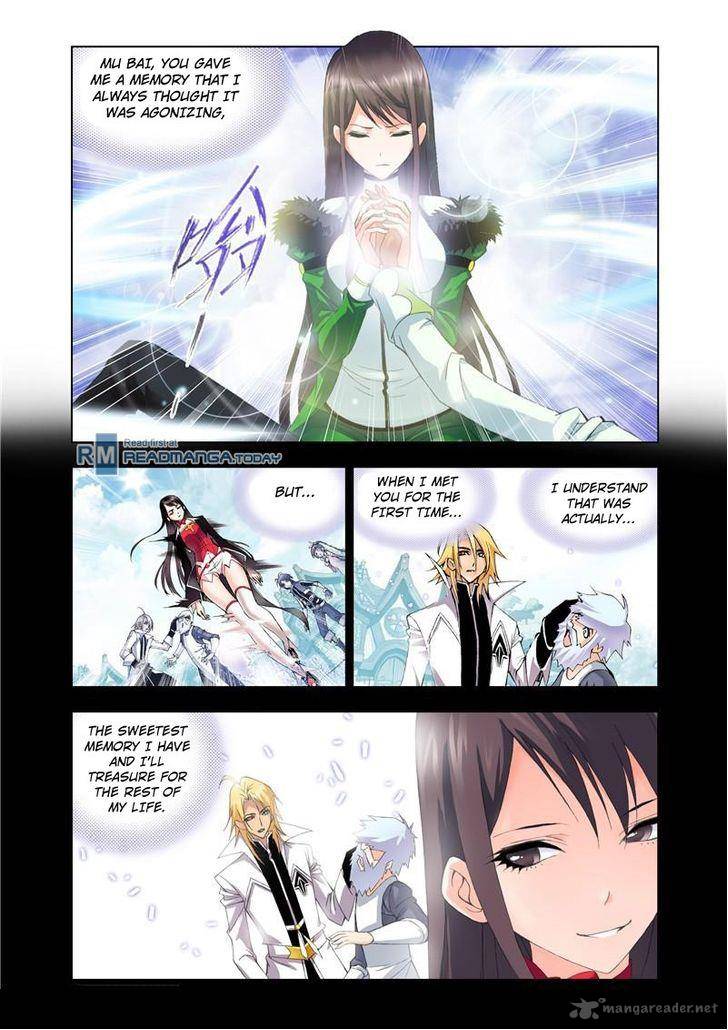 MU BAI, YOU GAVE
ME A MEMORY THAT I
ALWAYS THOUGHT IT
WAS AGONIZING,
RM
Read first at
READMANGA.TODAY
BUT...
WHEN I MET
YOU FOR THE
FIRST TIME...
I UNDERSTAND
THAT WAS
ACTUALLY...
THE SWEETEST
MEMORY I HAVE
AND I'LL
TREASURE FOR
THE REST OF
MY LIFE.
mangareader.net